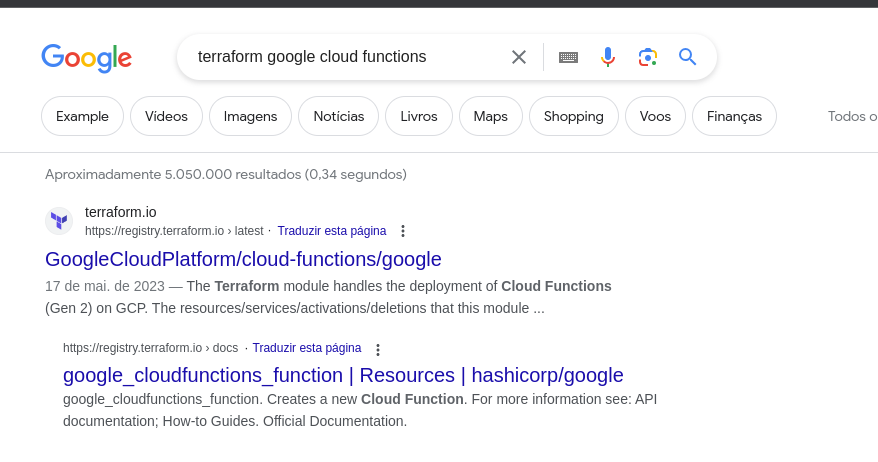 Google
terraform google cloud functions
Example Vídeos Imagens Notícias Livros Maps Shopping Voos Finanças Todos o
Aproximadamente 5.050.000 resultados (0,34 segundos)
terraform.io
https://registry.terraform.io › latest · Traduzir esta página
GoogleCloudPlatform/cloud-functions/google
17 de mai. de 2023 — The Terraform module handles the deployment of Cloud Functions
(Gen 2) on GCP. The resources/services/activations/deletions that this module ...
https://registry.terraform.io › docs · Traduzir esta página
google_cloudfunctions_function | Resources | hashicorp/google
google_cloudfunctions_function. Creates a new Cloud Function. For more information see: API
documentation; How-to Guides. Official Documentation.